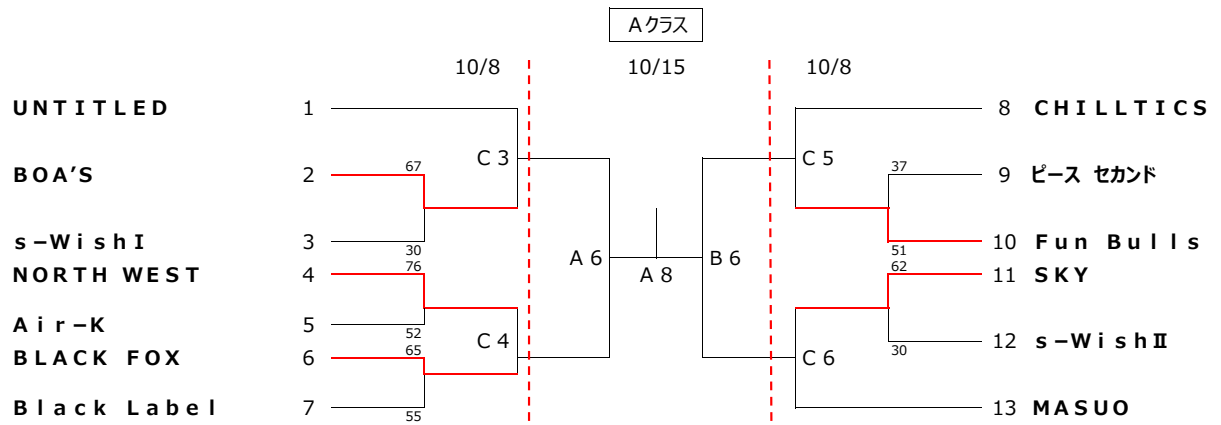 Aクラス
10/8 10/15 10/8
UNTITLED 1 8 CHILLTICS
C3 C5
67 37
BOA'S 2 9 ピース セカンド
s−WishⅠ 3 10 Fun Bulls
30 51
A6 A8 B6
76 62
NORTH WEST 4 11 SKY
Air−K 5
52
C4 12 s−WishⅡ
30
65 C6
BLACK FOX 6
Black Label 7 13 MASUO
55